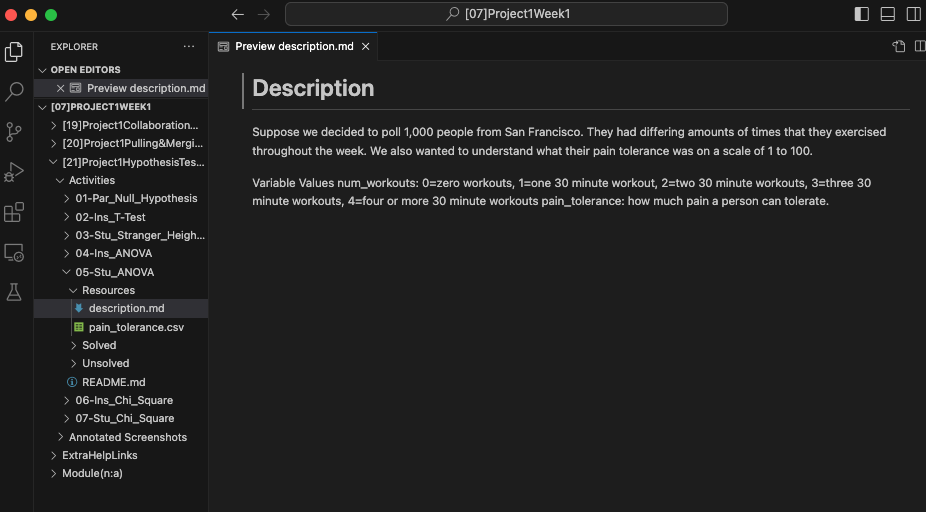 [07]Project1Week1
EXPLORER
Preview description.md
OPEN EDITORS
Preview description.md
[07]PROJECT1WEEK1
[19]Project1Collaboration...
[20]Project1Pulling&Mergi...
[21]Project1HypothesisTes...
Activities
01-Par_Null_Hypothesis
02-Ins_T-Test
03-Stu_Stranger_Heigh...
04-Ins_ANOVA
05-Stu_ANOVA
Resources
description.md
pain_tolerance.csv
Solved
Unsolved
README.md
06-Ins_Chi_Square
07-Stu_Chi_Square
Annotated Screenshots
ExtraHelpLinks
Module(n:a)
Description
Suppose we decided to poll 1,000 people from San Francisco. They had differing amounts of times that they exercised
throughout the week. We also wanted to understand what their pain tolerance was on a scale of 1 to 100.
Variable Values num_workouts: 0=zero workouts, 1=one 30 minute workout, 2=two 30 minute workouts, 3=three 30
minute workouts, 4=four or more 30 minute workouts pain_tolerance: how much pain a person can tolerate.